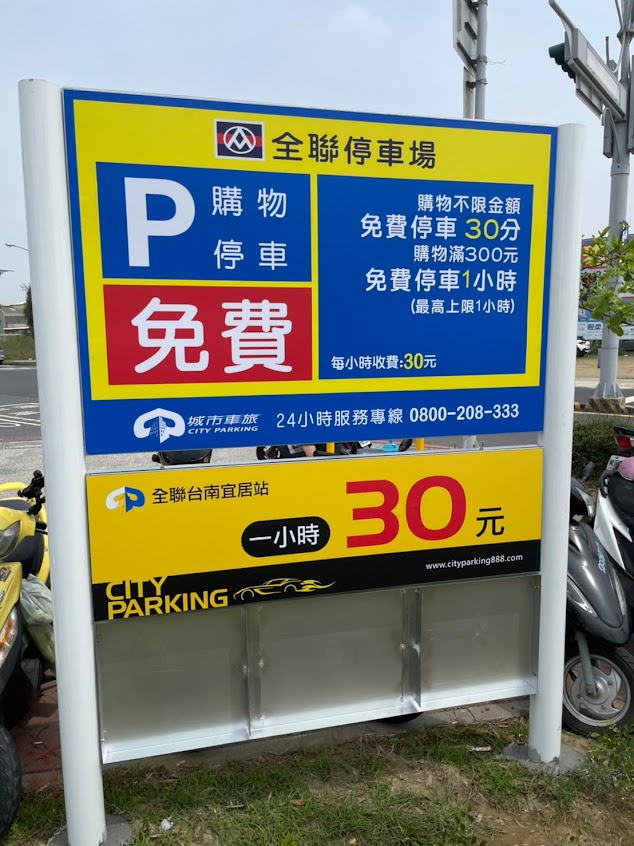 全聯停車場
P
購物
停車
免費
購物不限金額
免費停車 30分
購物滿300元
免費停車1小時
(最高上限1小時)
每小時收費:30元
城市車旅
CITY PARKING
24小時服務專線 0800-208-333
全聯台南宜居站
一小時 30元
www.cityparking888.com
CITY
PARKING
輕柔